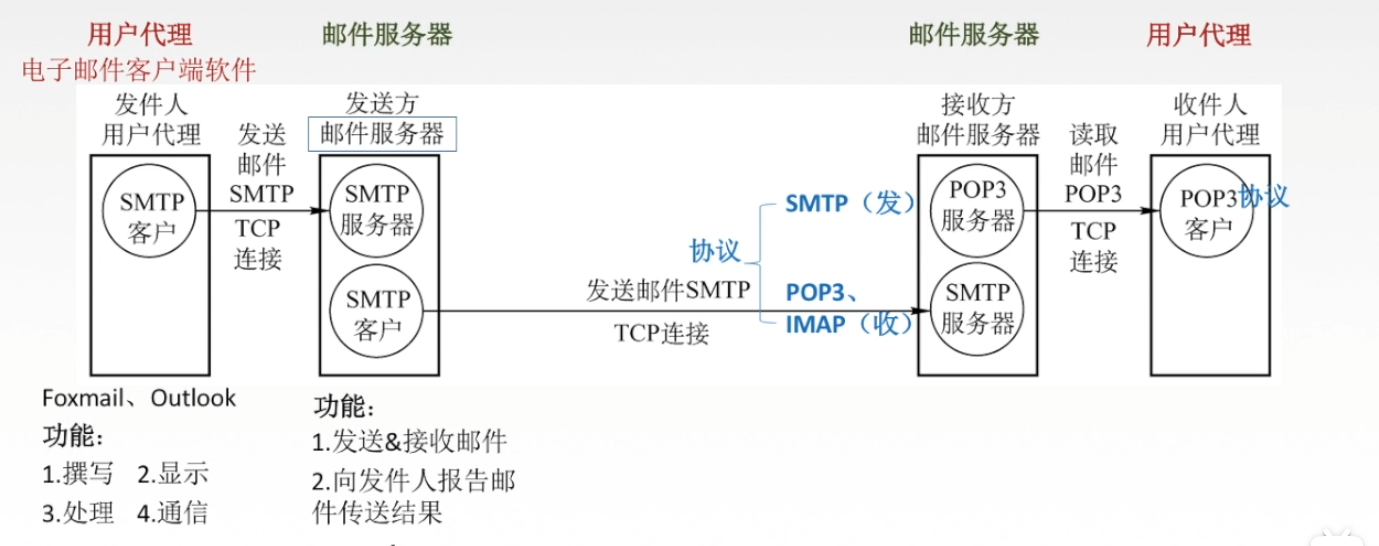 用户代理
邮件服务器
邮件服务器
用户代理
电子邮件客户端软件
发件人
用户代理
发送
邮件
SMTP
TCP
连接
发送方
邮件服务器
接收方
邮件服务器
读取
邮件
POP3
TCP
连接
收件人
用户代理
SMTP
客户
SMTP
服务器
SMTP
客户
发送邮件SMTP
TCP连接
协议
SMTP（发）
POP3、
IMAP（收）
POP3
服务器
SMTP
服务器
POP3
客户
协议
Foxmail、Outlook
功能：
1.撰写 2.显示
3.处理 4.通信
功能：
1.发送&接收邮件
2.向发件人报告邮
件传送结果